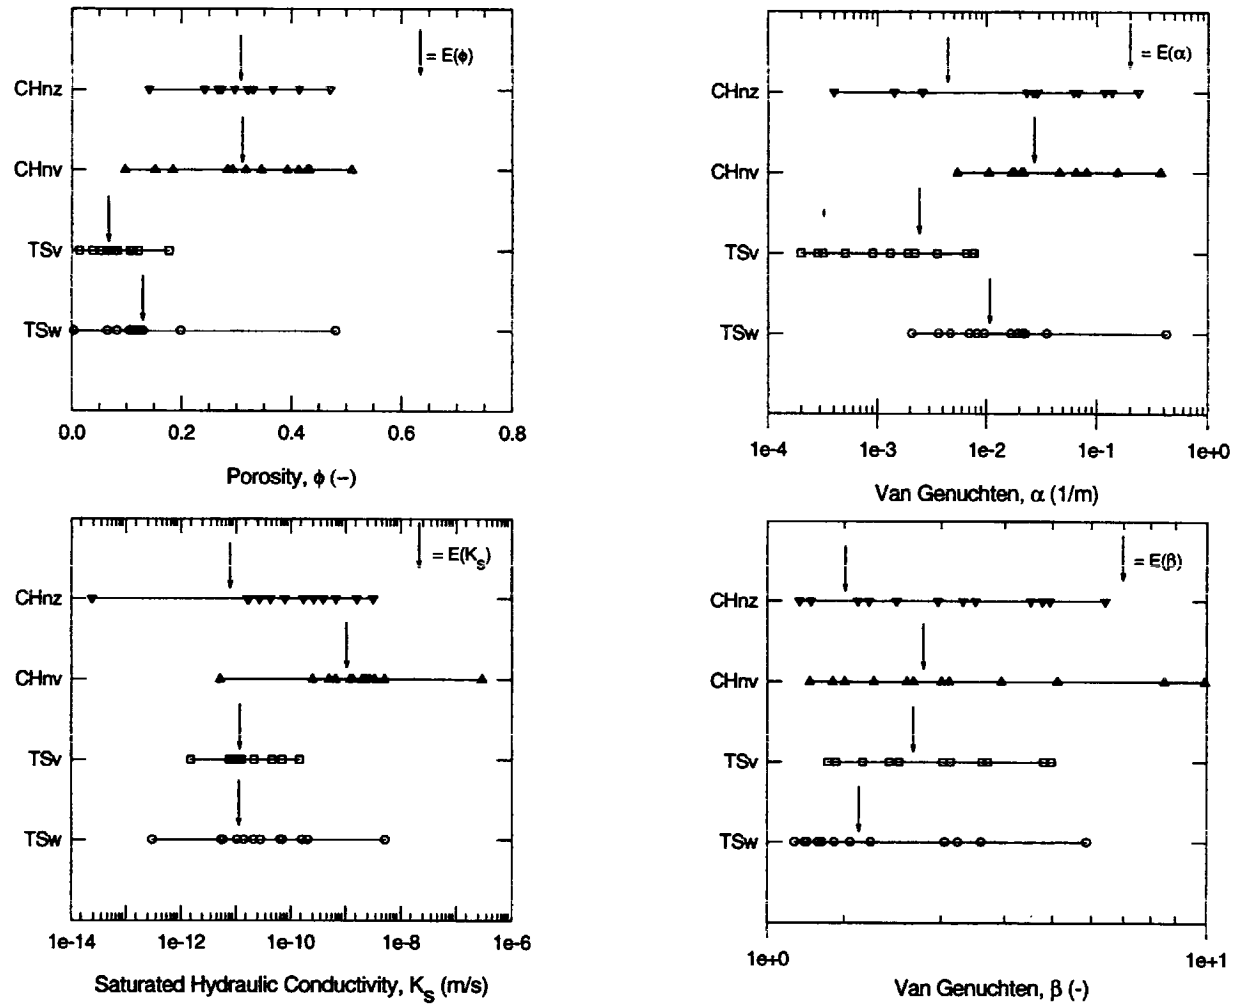 = E(ϕ)
CHnz
CHnv
TSv
TSw
0.0 0.2 0.4 0.6 0.8
Porosity, ϕ (−)
= E(α)
CHnz
CHnv
TSv
TSw
1e-4 1e-3 1e-2 1e-1 1e+0
Van Genuchten, α (1/m)
= E(Ks)
CHnz
CHnv
TSv
TSw
1e-14 1e-12 1e-10 1e-8 1e-6
Saturated Hydraulic Conductivity, Ks (m/s)
= E(β)
CHnz
CHnv
TSv
TSw
1e+0 1e+1
Van Genuchten, β (-)